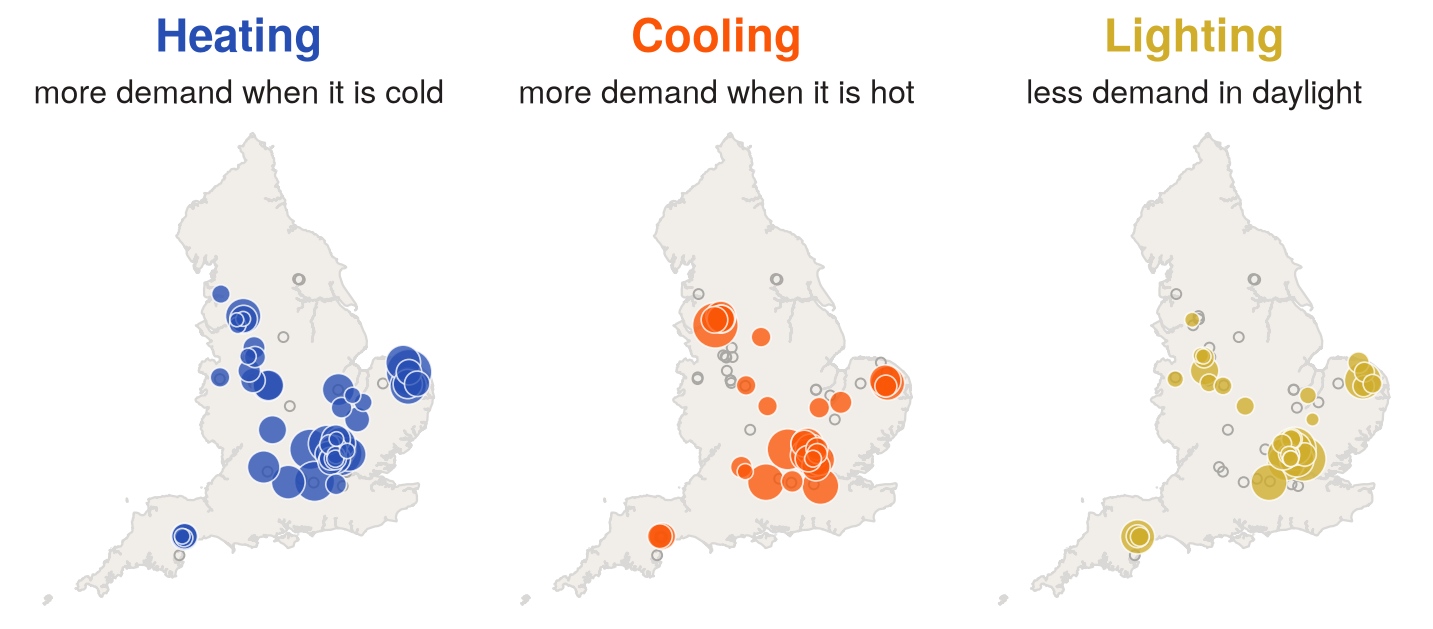 Heating
more demand when it is cold
Cooling
more demand when it is hot
Lighting
less demand in daylight